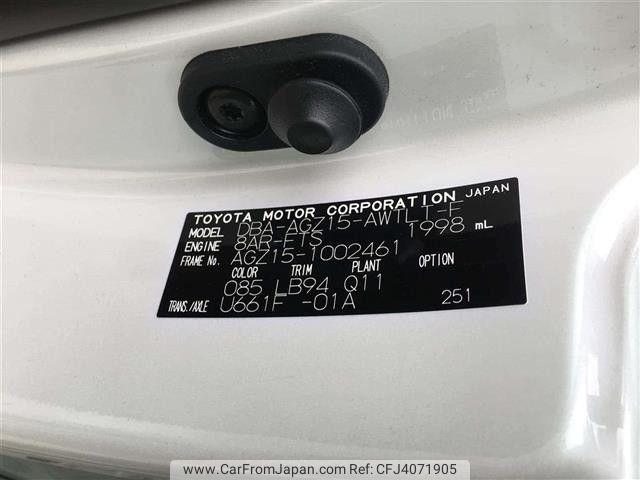 TOYOTA MOTOR CORPORATION JAPAN
MODEL DBA-AGZ15-AWTLT-F
ENGINE 8AR-FTS 1998 mL
FRAME No. AGZ15-1002461
COLOR TRIM PLANT OPTION
085 LB94 Q11
TRANS./AXLE U661F -01A 251
www.CarFromJapan.com | Ref: CFJ4071905